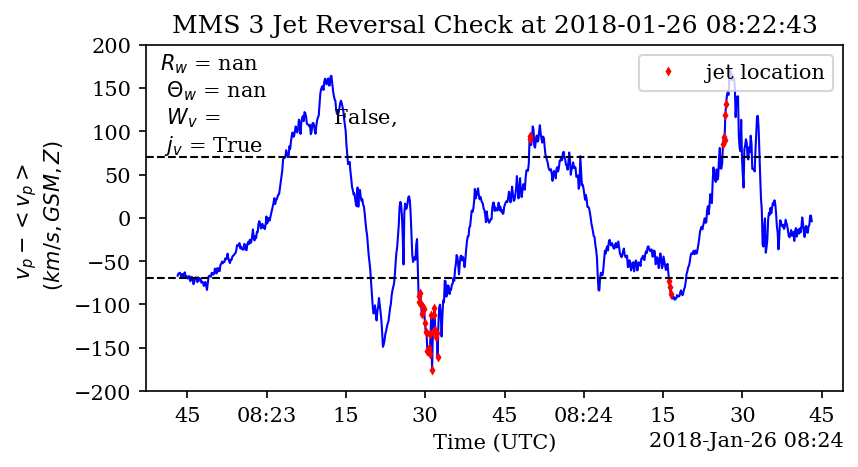 MMS 3 Jet Reversal Check at 2018-01-26 08:22:43
R_w = nan
Θ_w = nan
W_v = False,
j_v = True
jet location
200
150
100
50
0
−50
−100
−150
−200
v_p − < v_p >
(km/s, GSM, Z)
45 08:23 15 30 45 08:24 15 30 45
Time (UTC)
2018-Jan-26 08:24